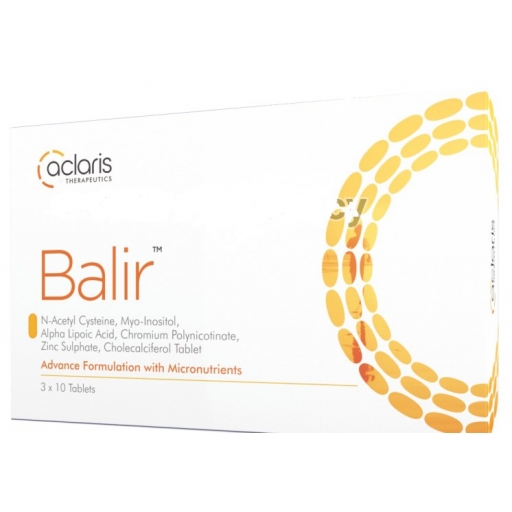 aclaris
THERAPEUTICS
Balir™
N-Acetyl Cysteine, Myo-Inositol,
Alpha Lipoic Acid, Chromium Polynicotinate,
Zinc Sulphate, Cholecalciferol Tablet
Advance Formulation with Micronutrients
3 x 10 Tablets
aclaris